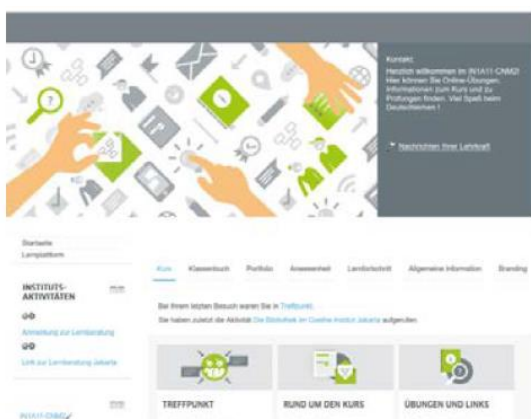 Kontakt:
Herzlich willkommen im IN1A11-CNM2!
Hier können Sie Online-Übungen,
Informationen zum Kurs und zu
Prüfungen finden. Viel Spaß beim
Deutschlernen !
Nachrichten Ihrer Lehrkraft
Startseite
Lernplattform
INSTITUTS-
AKTIVITÄTEN
Anmeldung zur Lernberatung
Link zur Lernberatung Jakarta
IN1A11-CNM2
Kurs Klassenbuch Portfolio Anwesenheit Lernfortschritt Allgemeine Information Branding
Bei Ihrem letzten Besuch waren Sie in Treffpunkt.
Sie haben zuletzt die Aktivität Die Bibliothek im Goethe Institut Jakarta aufgerufen
TREFFPUNKT
RUND UM DEN KURS
ÜBUNGEN UND LINKS